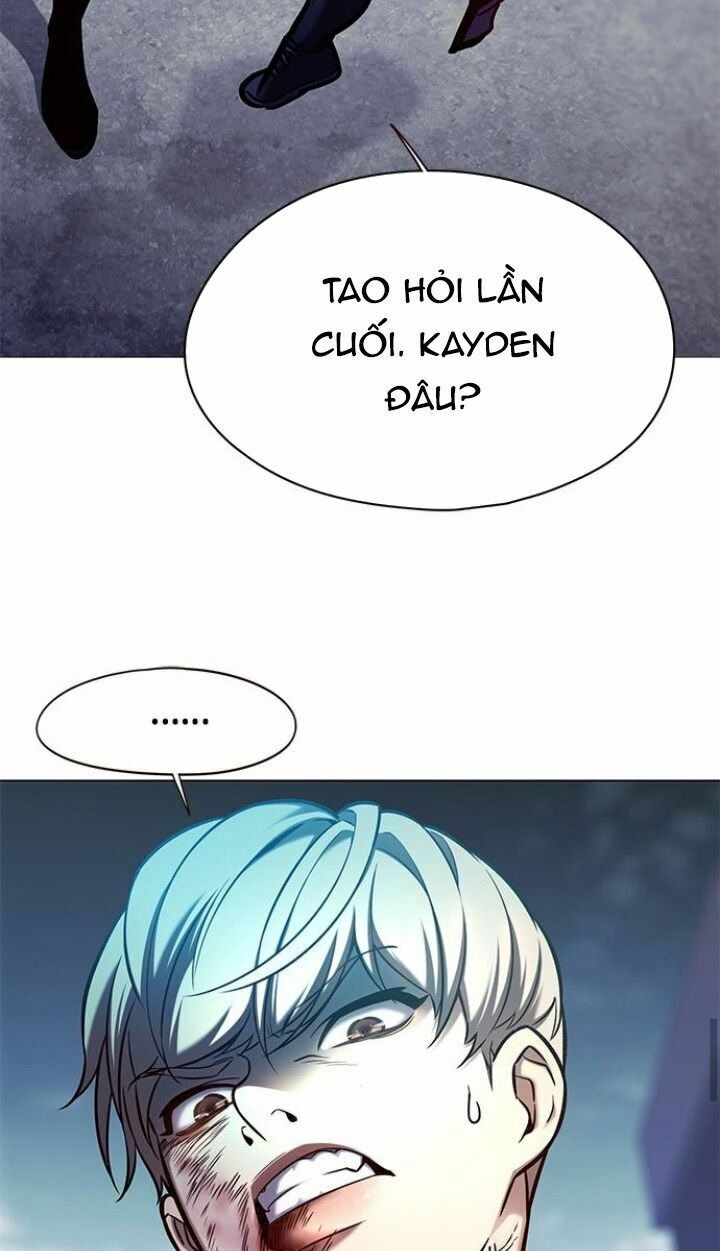 TAO HỎI LẦN
CUỐI. KAYDEN
ĐÂU?
......